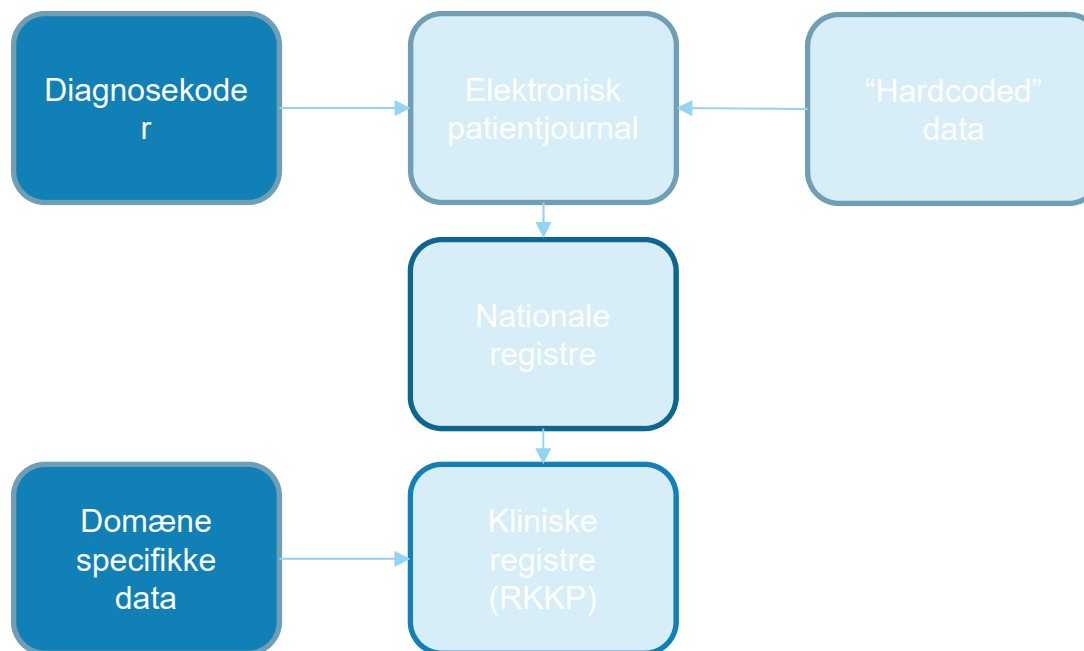 Diagnosekode
r
Elektronisk
patientjournal
“Hardcoded”
data
Nationale
registre
Domæne
specifikke
data
Kliniske
registre
(RKKP)